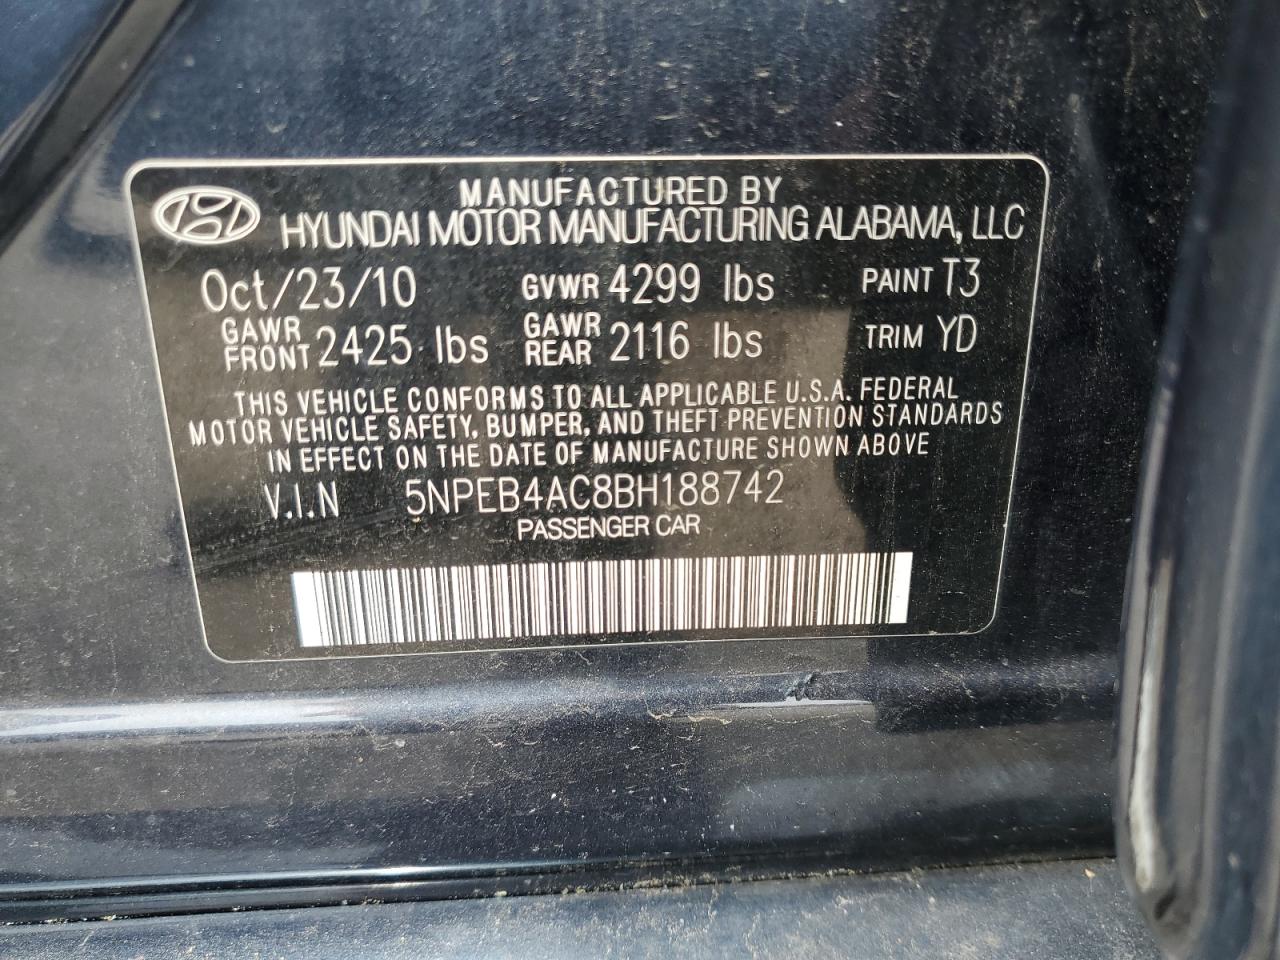 MANUFACTURED BY
HYUNDAI MOTOR MANUFACTURING ALABAMA, LLC
Oct/23/10 GVWR 4299 lbs PAINT T3
GAWR FRONT 2425 lbs GAWR REAR 2116 lbs TRIM YD
THIS VEHICLE CONFORMS TO ALL APPLICABLE U.S.A. FEDERAL
MOTOR VEHICLE SAFETY, BUMPER, AND THEFT PREVENTION STANDARDS
IN EFFECT ON THE DATE OF MANUFACTURE SHOWN ABOVE
V.I.N 5NPEB4AC8BH188742
PASSENGER CAR